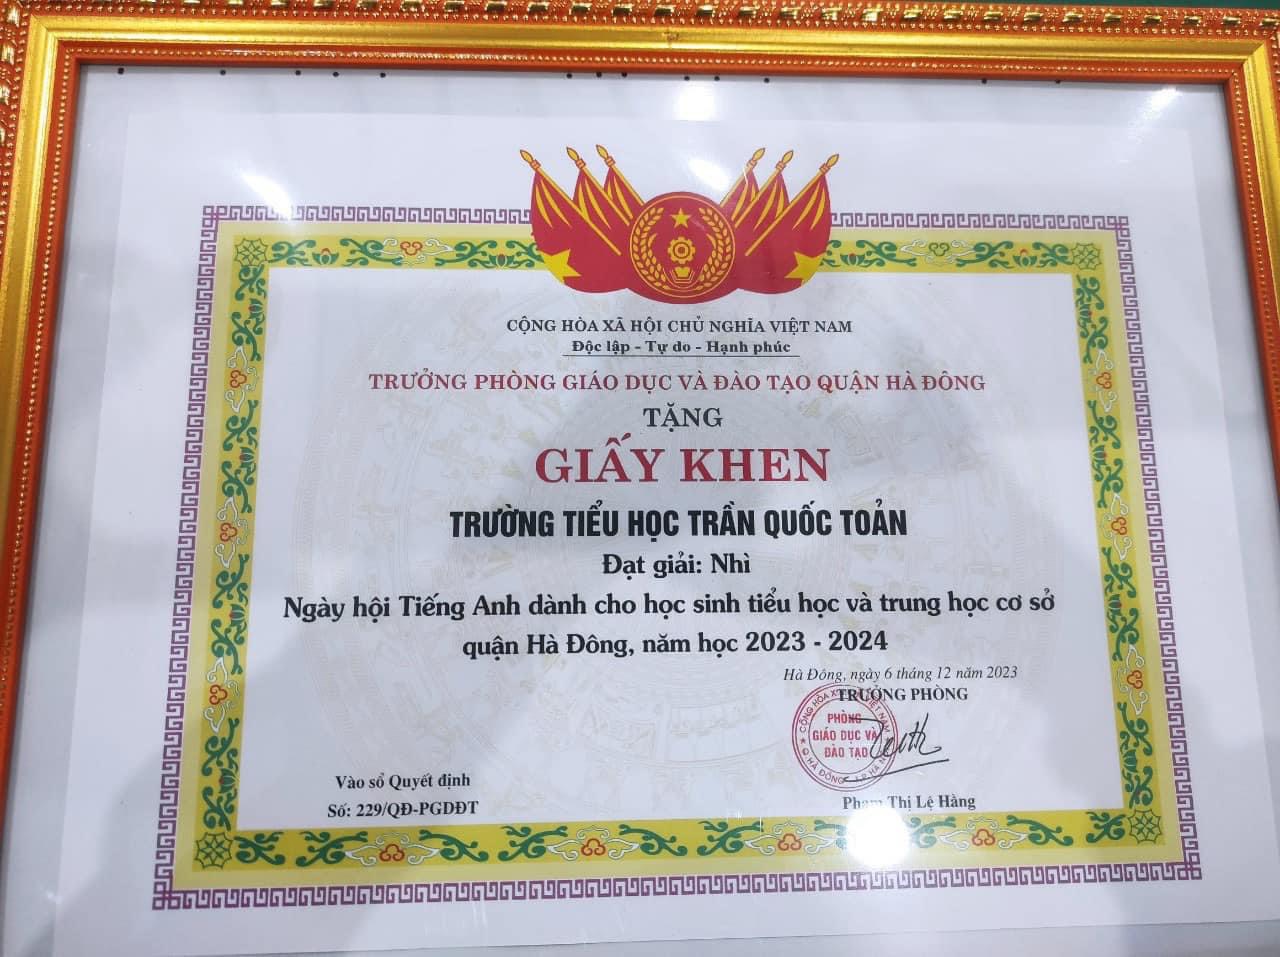 CỘNG HÒA XÃ HỘI CHỦ NGHĨA VIỆT NAM
Độc lập - Tự do - Hạnh phúc
TRƯỞNG PHÒNG GIÁO DỤC VÀ ĐÀO TẠO QUẬN HÀ ĐÔNG
TẶNG
GIẤY KHEN
TRƯỜNG TIỂU HỌC TRẦN QUỐC TOẢN
Đạt giải: Nhì
Ngày hội Tiếng Anh dành cho học sinh tiểu học và trung học cơ sở
quận Hà Đông, năm học 2023 - 2024
Hà Đông, ngày 6 tháng 12 năm 2023
TRƯỞNG PHÒNG
PHÒNG
GIÁO DỤC VÀ
ĐÀO TẠO
Vào sổ Quyết định
Số: 229/QĐ-PGDĐT
Phạm Thị Lệ Hằng